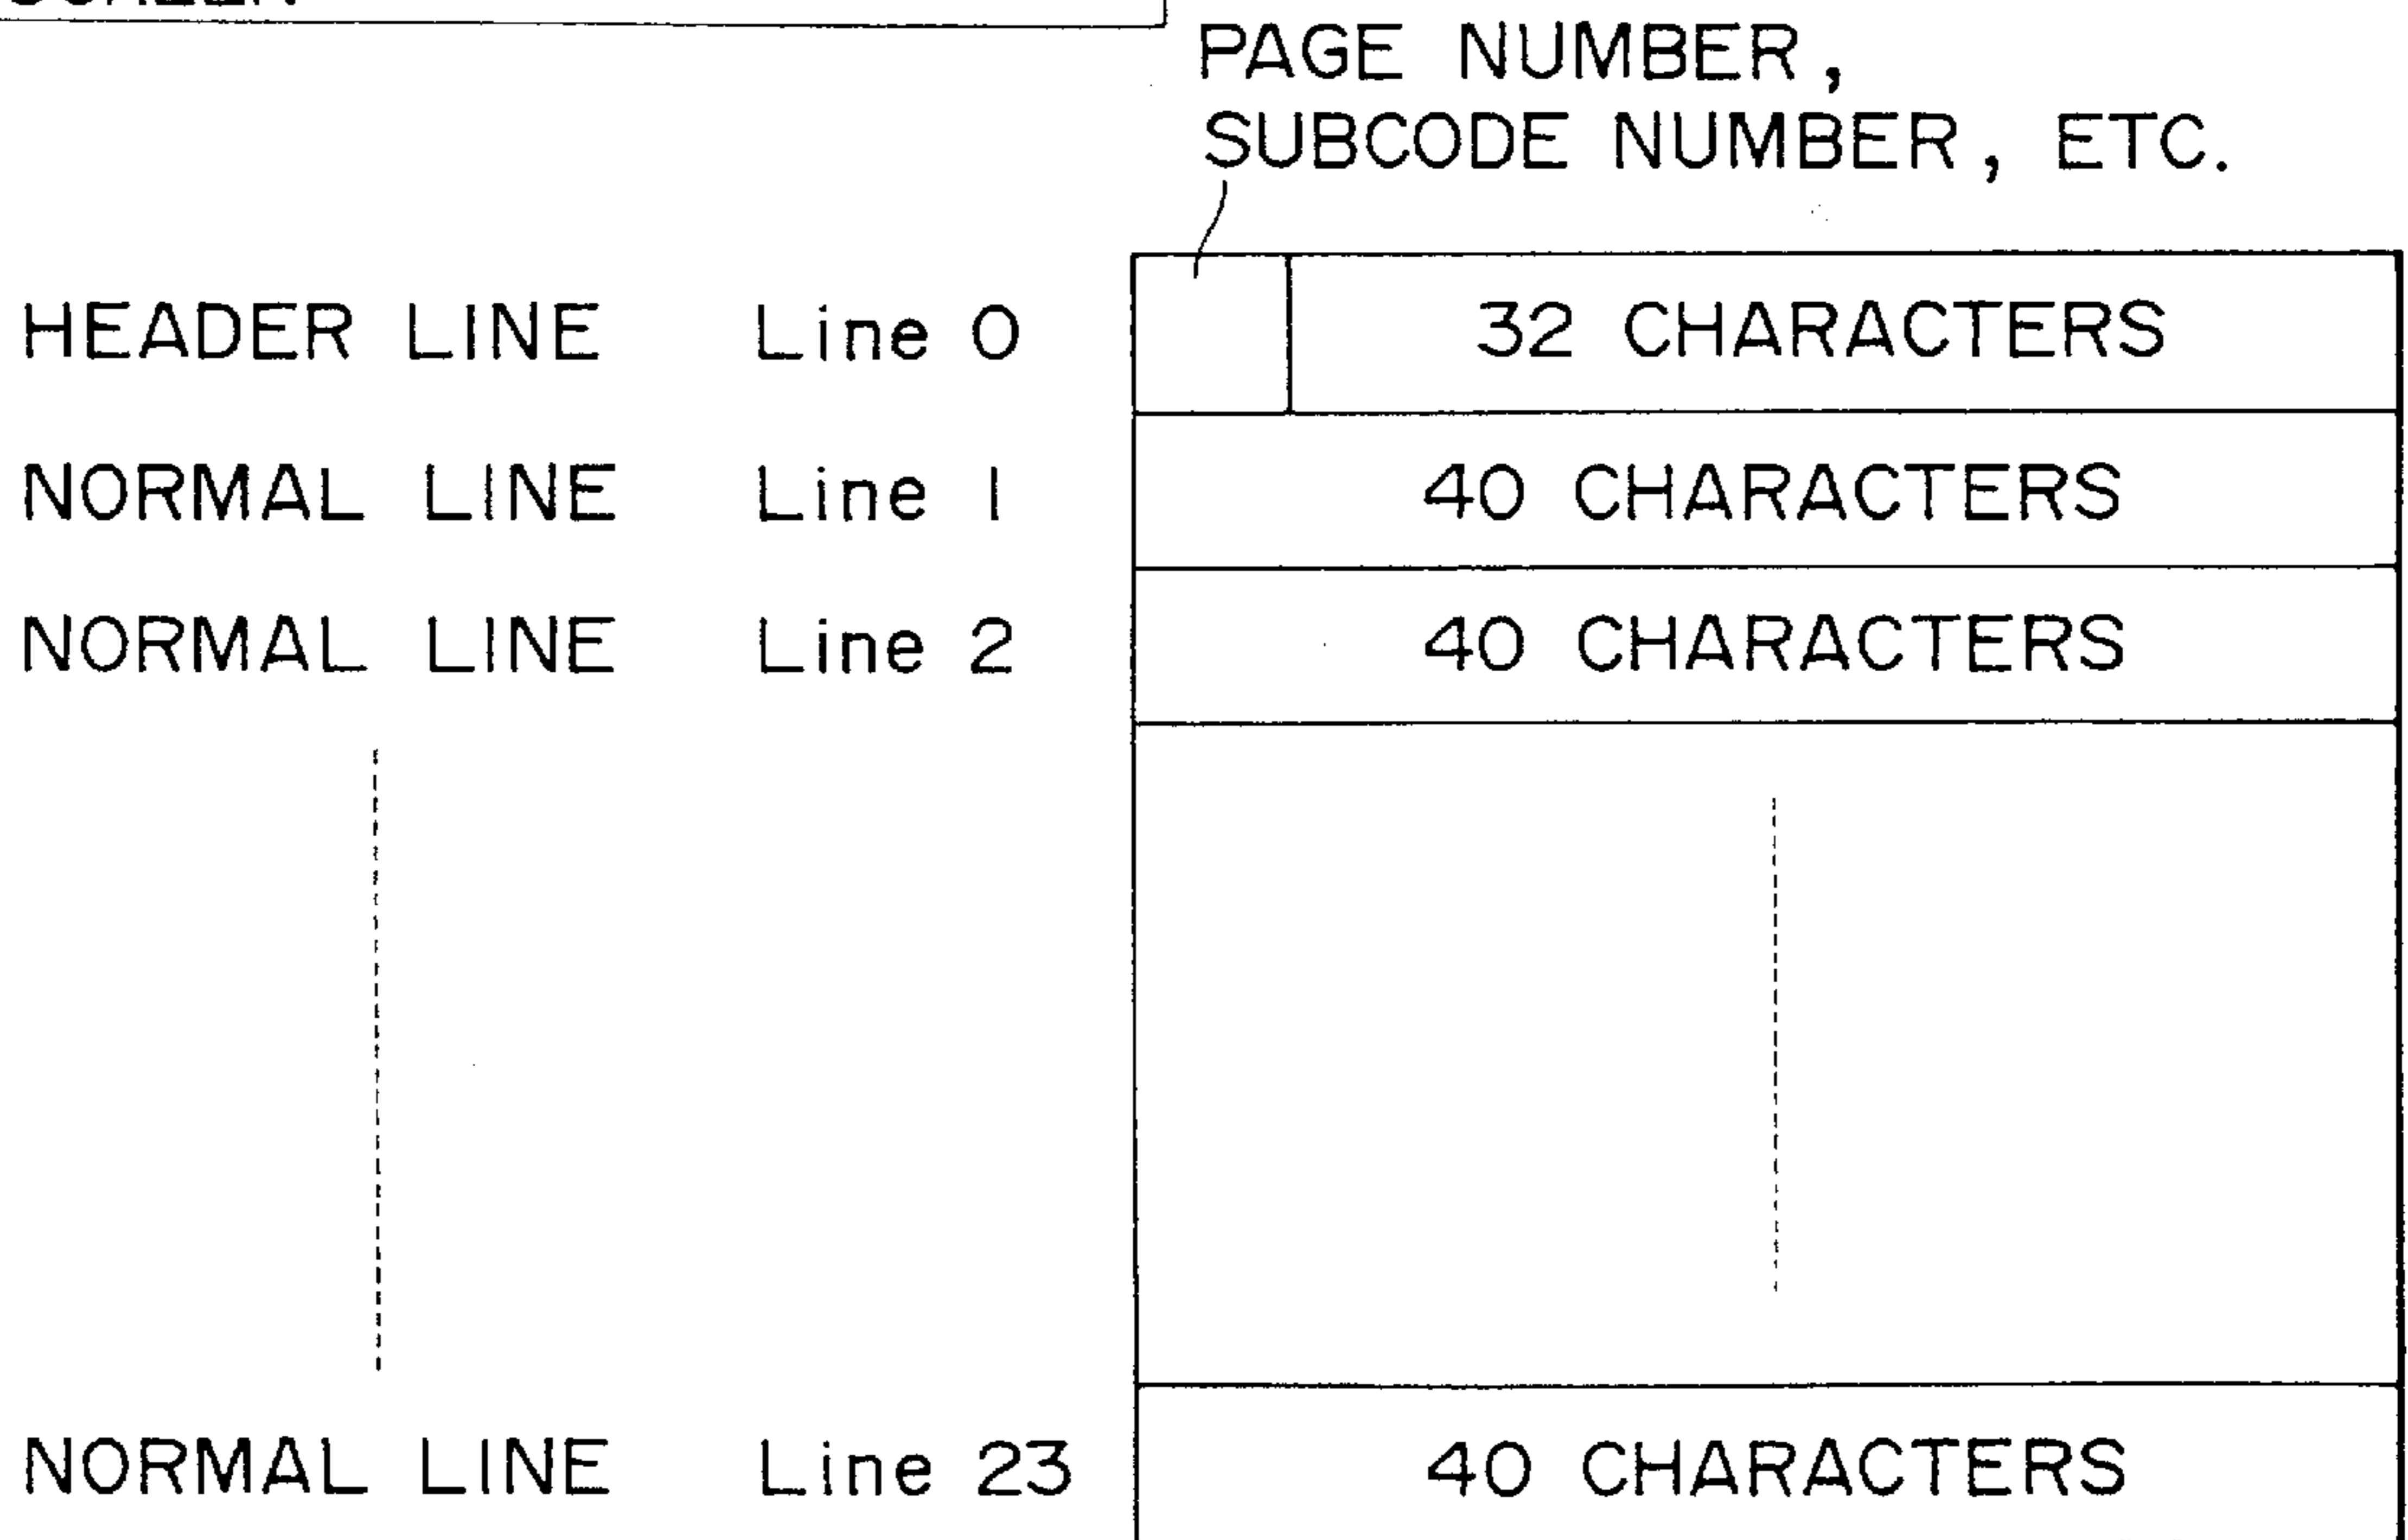 PAGE NUMBER,
SUBCODE NUMBER, ETC.
HEADER LINE Line 0 32 CHARACTERS
NORMAL LINE Line 1 40 CHARACTERS
NORMAL LINE Line 2 40 CHARACTERS
NORMAL LINE Line 23 40 CHARACTERS